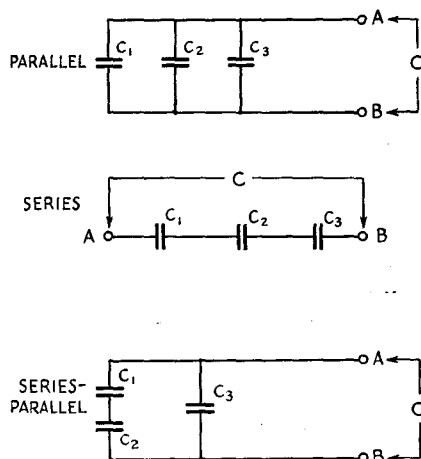 A
C₁ C₂ C₃
PARALLEL
C
B
C
SERIES
C₁ C₂ C₃
A B
A
C₁
SERIES-
PARALLEL
C₃
C
C₂
B